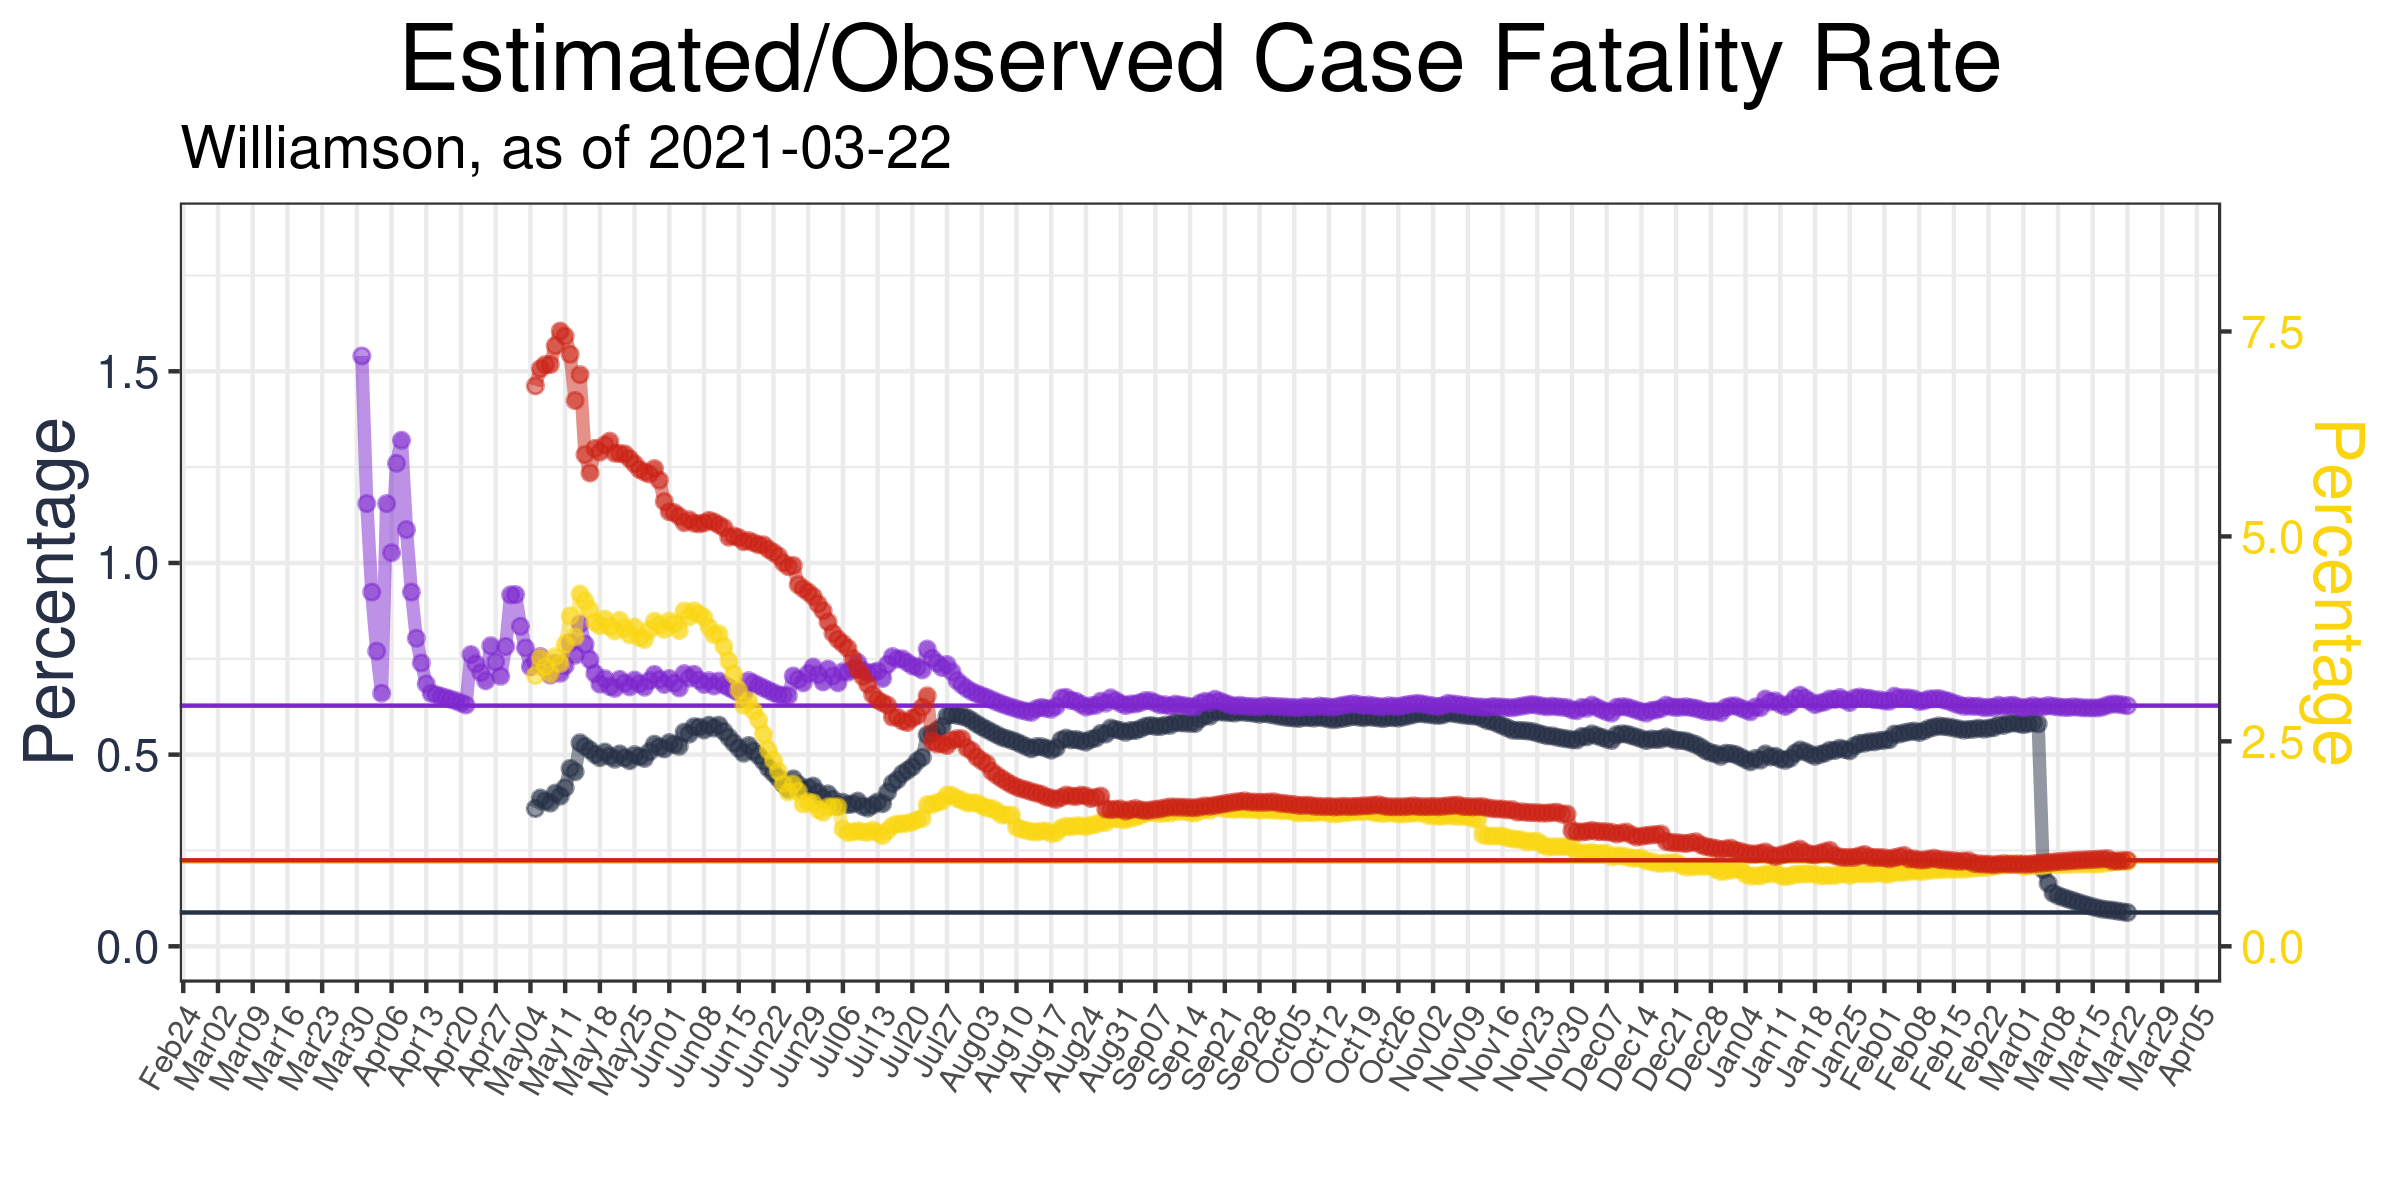 Estimated/Observed Case Fatality Rate
Williamson, as of 2021-03-22
Percentage
1.5
1.0
0.5
0.0
7.5
5.0
2.5
0.0
Percentage
Feb24
Mar02
Mar09
Mar16
Mar23
Mar30
Apr06
Apr13
Apr20
Apr27
May04
May11
May18
May25
Jun01
Jun08
Jun15
Jun22
Jun29
Jul06
Jul13
Jul20
Jul27
Aug03
Aug10
Aug17
Aug24
Aug31
Sep07
Sep14
Sep21
Sep28
Oct05
Oct12
Oct19
Oct26
Nov02
Nov09
Nov16
Nov23
Nov30
Dec07
Dec14
Dec21
Dec28
Jan04
Jan11
Jan18
Jan25
Feb01
Feb08
Feb15
Feb22
Mar01
Mar08
Mar15
Mar22
Mar29
Apr05